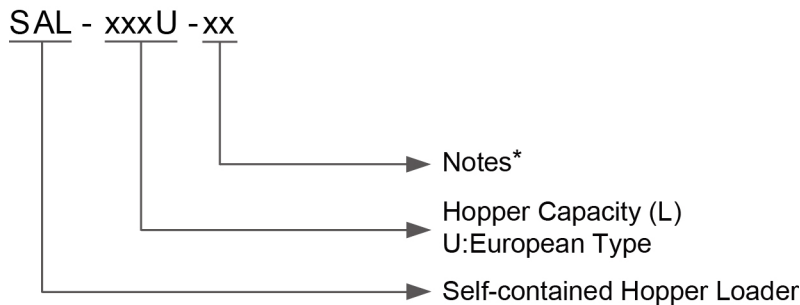 SAL - xxxU -xx
Notes*
Hopper Capacity (L)
U:European Type
Self-contained Hopper Loader